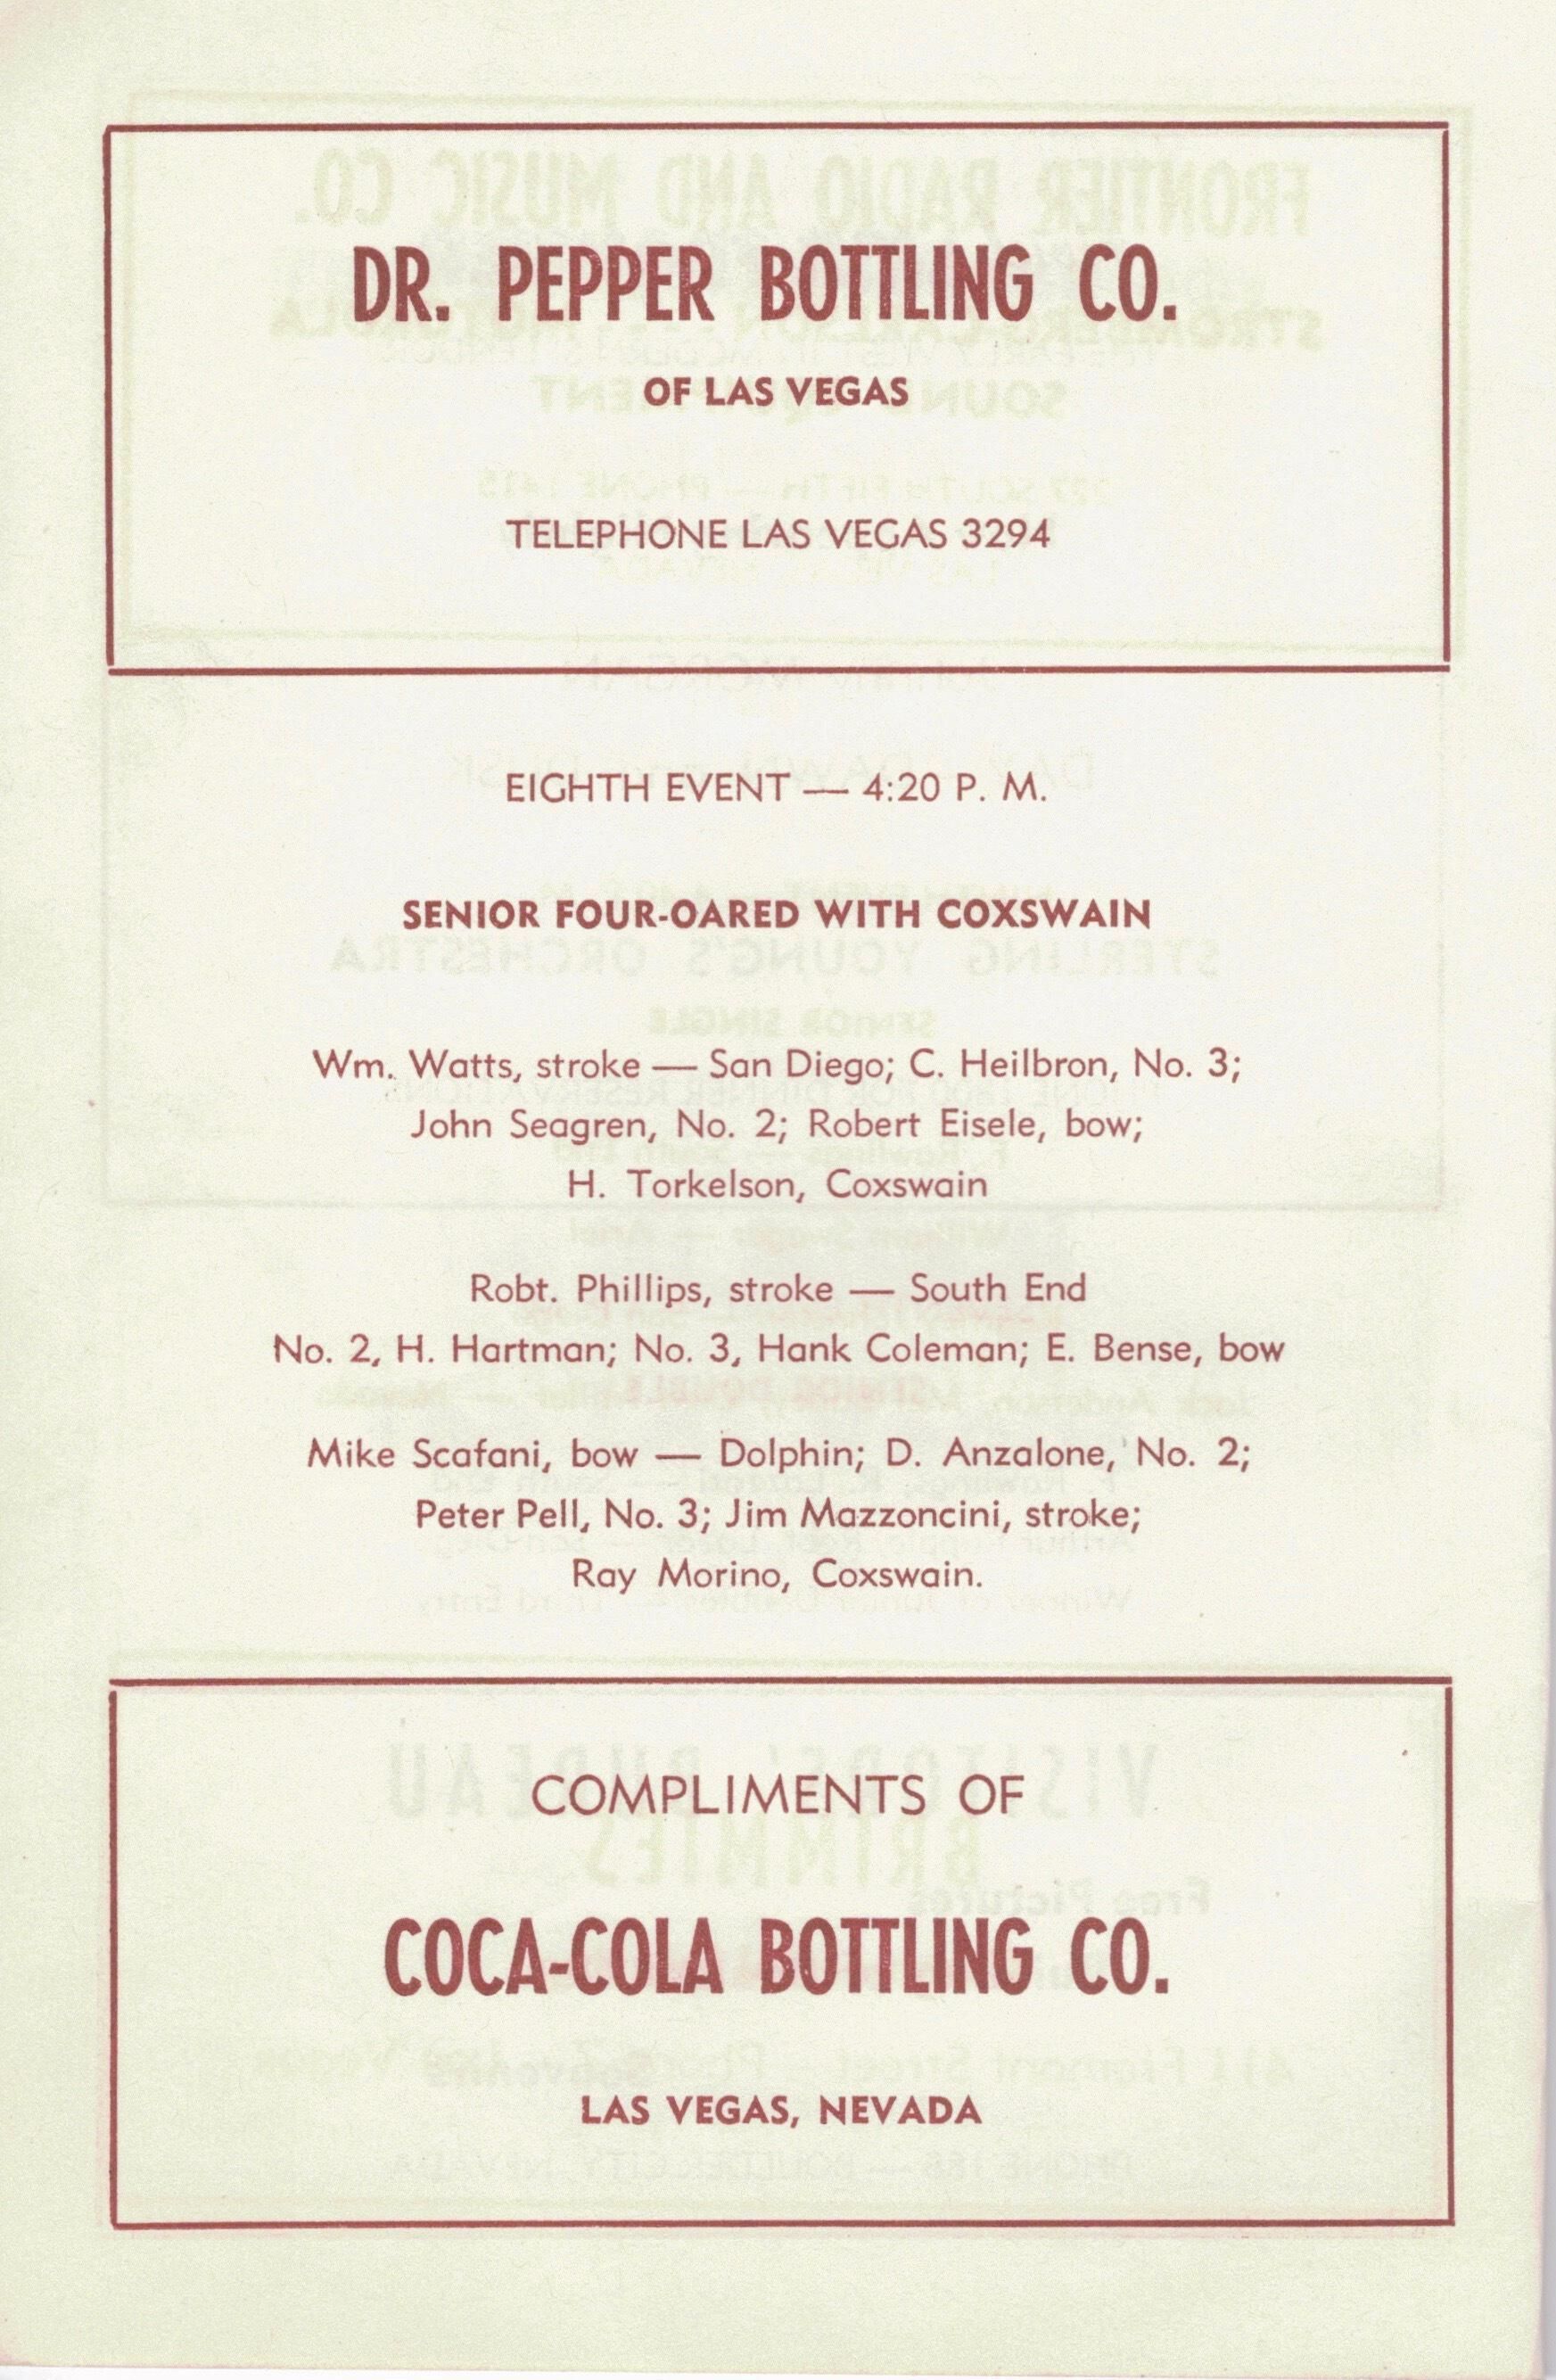 DR. PEPPER BOTTLING CO.
OF LAS VEGAS
TELEPHONE LAS VEGAS 3294
EIGHTH EVENT — 4:20 P. M.
SENIOR FOUR-OARED WITH COXSWAIN
Wm. Watts, stroke — San Diego; C. Heilbron, No. 3;
John Seagren, No. 2; Robert Eisele, bow;
H. Torkelson, Coxswain
Robt. Phillips, stroke — South End
No. 2, H. Hartman; No. 3, Hank Coleman; E. Bense, bow
Mike Scafani, bow — Dolphin; D. Anzalone, No. 2;
Peter Pell, No. 3; Jim Mazzoncini, stroke;
Ray Morino, Coxswain.
COMPLIMENTS OF
COCA-COLA BOTTLING CO.
LAS VEGAS, NEVADA